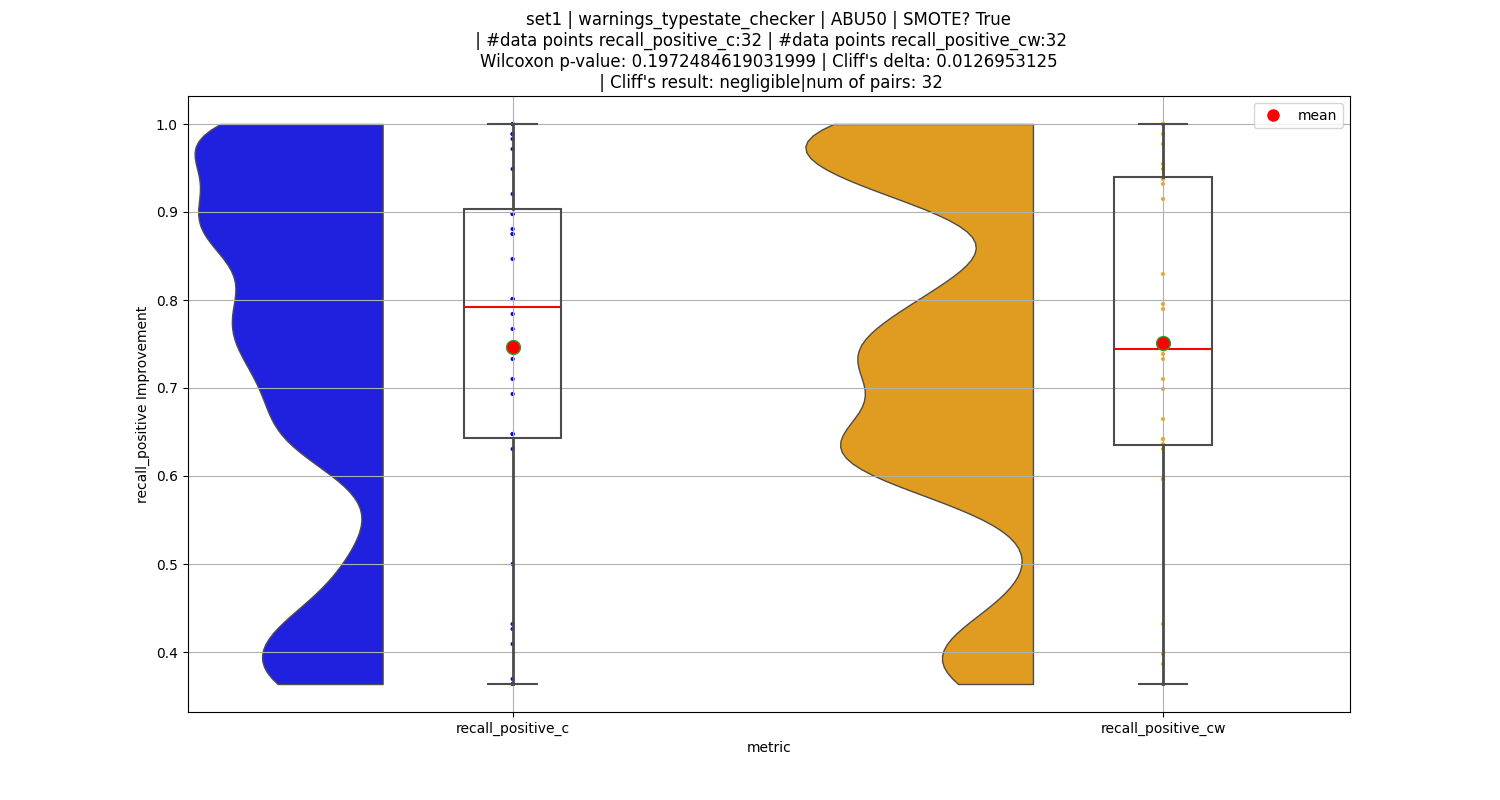 set1 | warnings_typestate_checker | ABU50 | SMOTE? True
| #data points recall_positive_c:32 | #data points recall_positive_cw:32
Wilcoxon p-value: 0.1972484619031999 | Cliff's delta: 0.0126953125
| Cliff's result: negligible|num of pairs: 32
mean
1.0
0.9
0.8
0.7
0.6
0.5
0.4
recall_positive Improvement
recall_positive_c
recall_positive_cw
metric